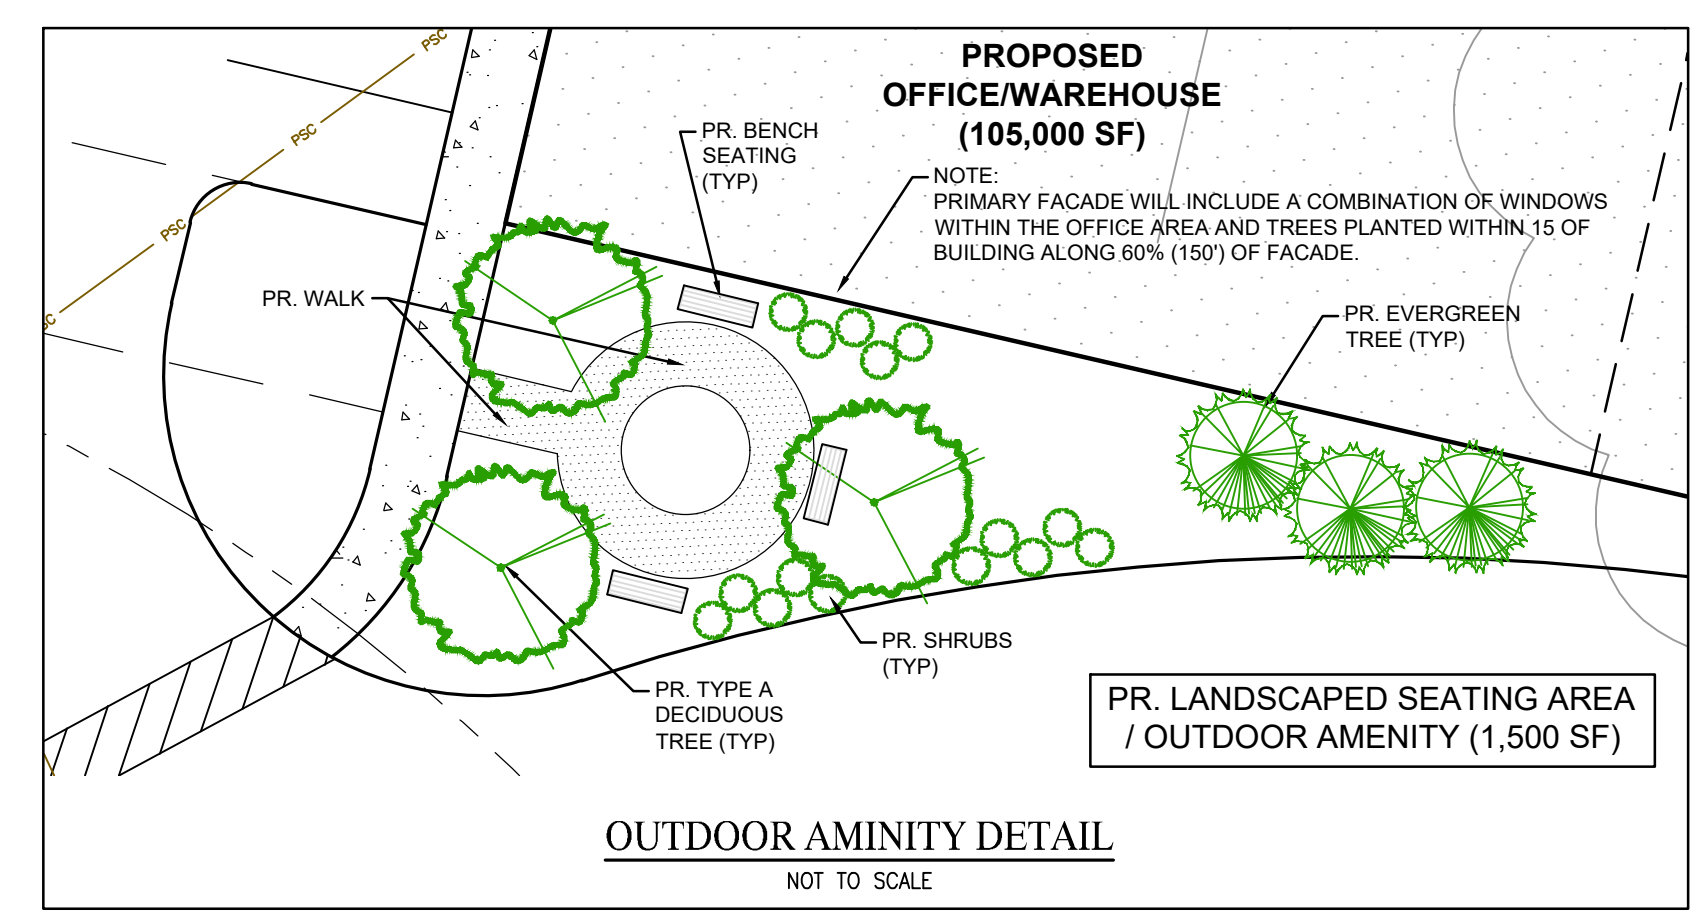 PSC
PSC
PSC
SC
PROPOSED
OFFICE/WAREHOUSE
(105,000 SF)
PR. BENCH
SEATING
(TYP)
NOTE:
PRIMARY FACADE WILL INCLUDE A COMBINATION OF WINDOWS
WITHIN THE OFFICE AREA AND TREES PLANTED WITHIN 15 OF
BUILDING ALONG 60% (150') OF FACADE.
PR. WALK
PR. EVERGREEN
TREE (TYP)
PR. SHRUBS
(TYP)
PR. TYPE A
DECIDUOUS
TREE (TYP)
PR. LANDSCAPED SEATING AREA
/ OUTDOOR AMENITY (1,500 SF)
OUTDOOR AMINITY DETAIL
NOT TO SCALE